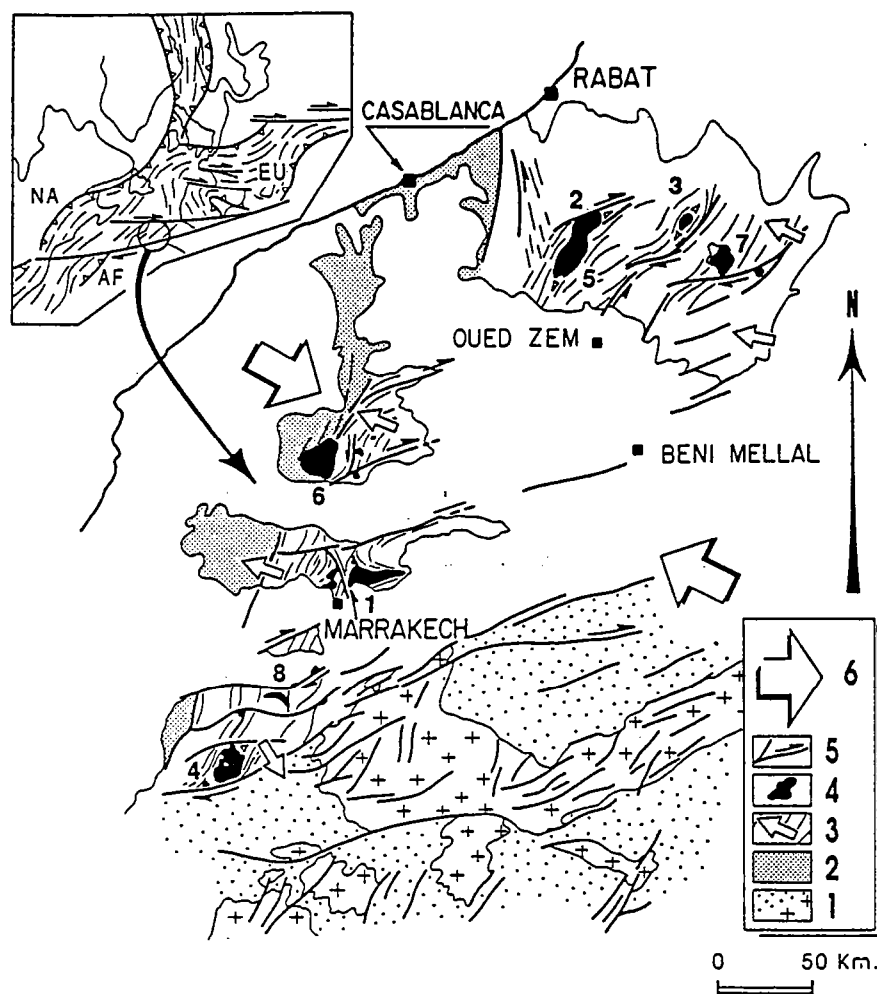 RABAT
CASABLANCA
NA
EU
AF
2
3
7
5
OUED ZEM
N
BENI MELLAL
6
1
MARRAKECH
8
4
6
5
4
3
2
1
0 50 Km.